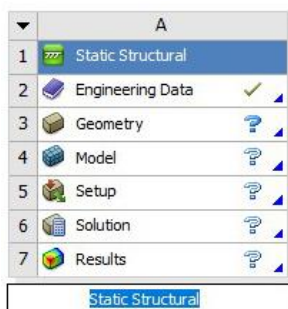 A
1 Static Structural
2 Engineering Data
3 Geometry
4 Model
5 Setup
6 Solution
7 Results
Static Structural